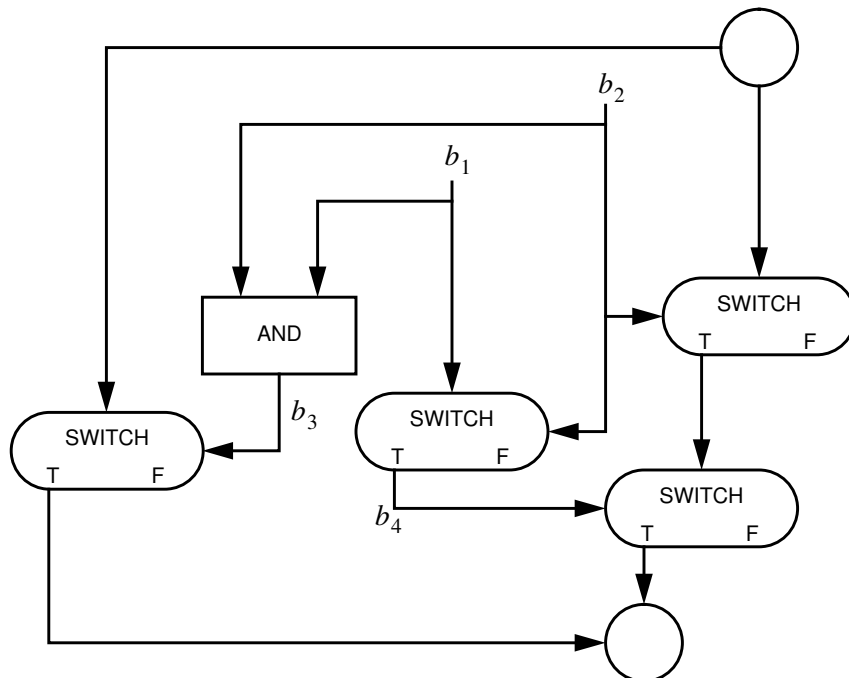 b2
b1
SWITCH
T F
AND
b3
SWITCH
T F
SWITCH
T F
b4
SWITCH
T F